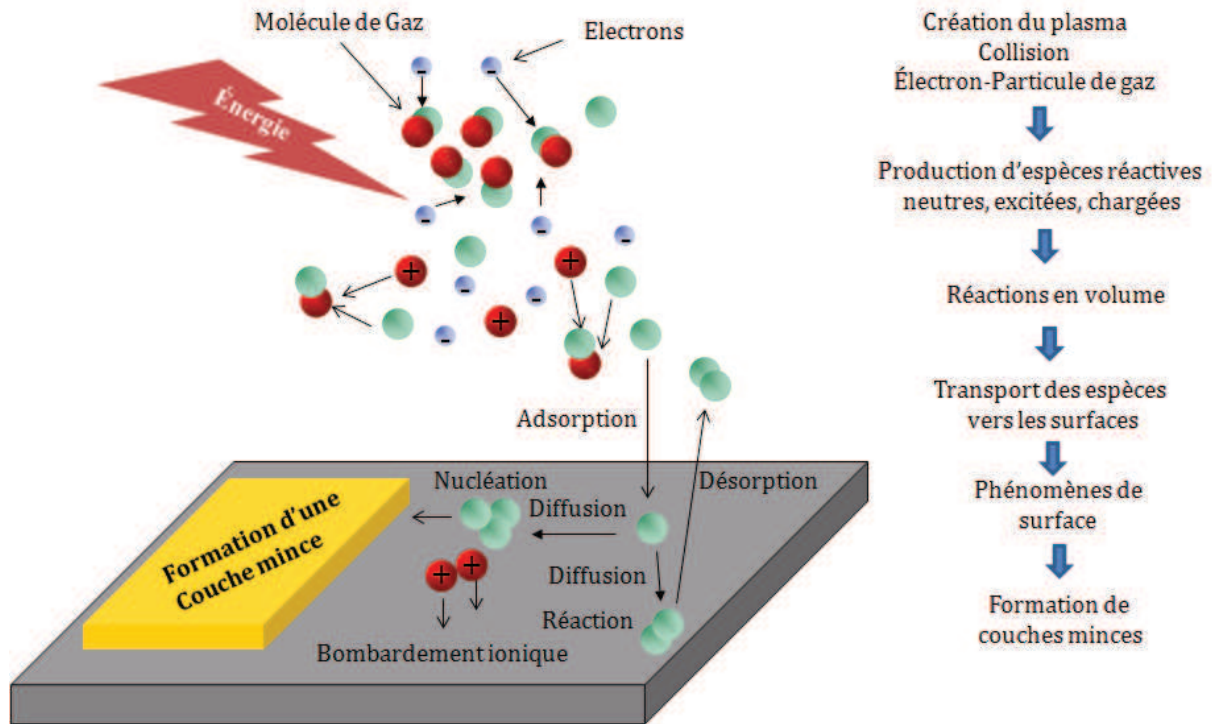 Molécule de Gaz
Electrons
Énergie
-
-
-
-
-
+
+
-
-
+
-
Adsorption
Nucléation
Désorption
Diffusion
Formation d'une
Couche mince
+
+
Diffusion
Réaction
Bombardement ionique
Création du plasma
Collision
Électron-Particule de gaz
Production d'espèces réactives
neutres, excitées, chargées
Réactions en volume
Transport des espèces
vers les surfaces
Phénomènes de
surface
Formation de
couches minces